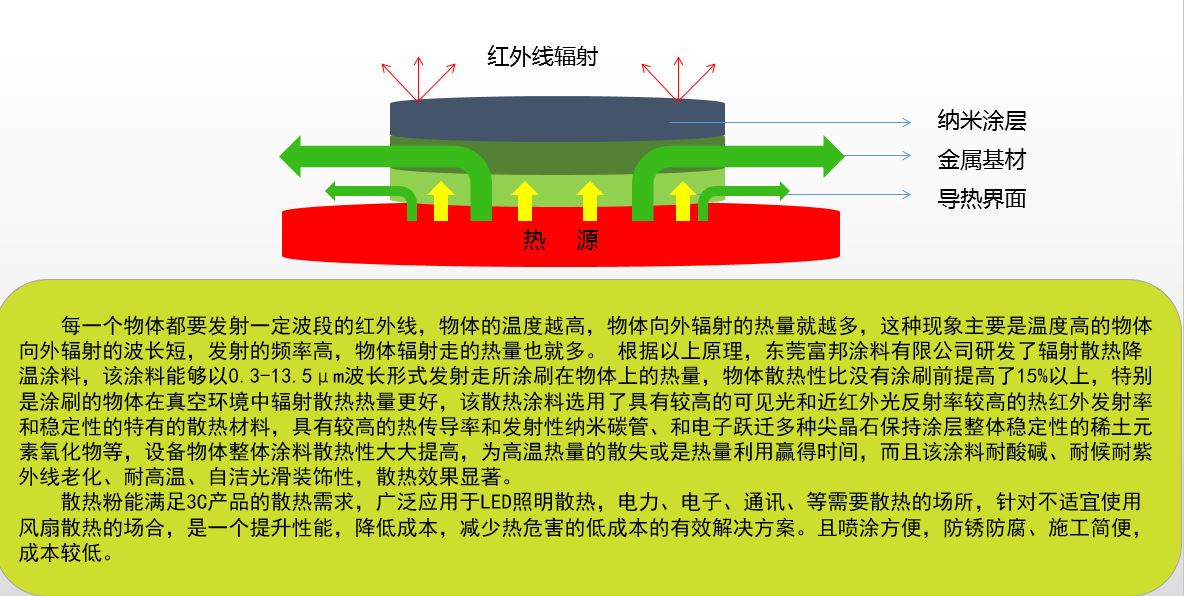 红外线辐射
纳米涂层
金属基材
导热界面
热 源
每一个物体都要发射一定波段的红外线，物体的温度越高，物体向外辐射的热量就越多，这种现象主要是温度高的物体
向外辐射的波长短，发射的频率高，物体辐射走的热量也就多。 根据以上原理，东莞富邦涂料有限公司研发了辐射散热降
温涂料，该涂料能够以0.3-13.5μm波长形式发射走所涂刷在物体上的热量，物体散热性比没有涂刷前提高了15%以上，特别
是涂刷的物体在真空环境中辐射散热热量更好，该散热涂料选用了具有较高的可见光和近红外光反射率较高的热红外发射率
和稳定性的特有的散热材料，具有较高的热传导率和发射性纳米碳管、和电子跃迁多种尖晶石保持涂层整体稳定性的稀土元
素氧化物等，设备物体整体涂料散热性大大提高，为高温热量的散失或是热量利用赢得时间，而且该涂料耐酸碱、耐候耐紫
外线老化、耐高温、自洁光滑装饰性，散热效果显著。
散热粉能满足3C产品的散热需求，广泛应用于LED照明散热，电力、电子、通讯、等需要散热的场所，针对不适宜使用
风扇散热的场合，是一个提升性能，降低成本，减少热危害的低成本的有效解决方案。且喷涂方便，防锈防腐、施工简便，
成本较低。